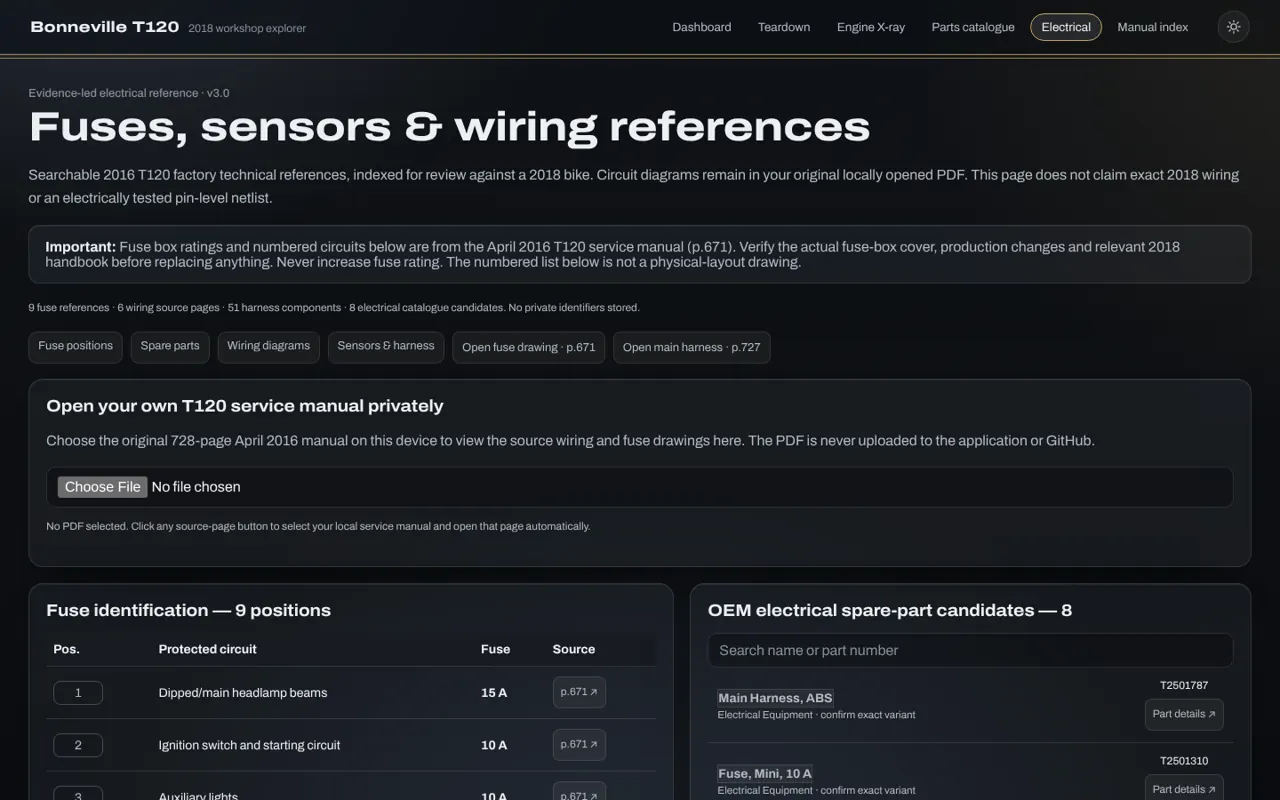 Bonneville T120 2018 workshop explorer
Dashboard
Teardown
Engine X-ray
Parts catalogue
Electrical
Manual index
Evidence-led electrical reference · v3.0
Fuses, sensors & wiring references
Searchable 2016 T120 factory technical references, indexed for review against a 2018 bike. Circuit diagrams remain in your original locally opened PDF. This page does not claim exact 2018 wiring
or an electrically tested pin-level netlist.
Important: Fuse box ratings and numbered circuits below are from the April 2016 T120 service manual (p.671). Verify the actual fuse-box cover, production changes and relevant 2018
handbook before replacing anything. Never increase fuse rating. The numbered list below is not a physical-layout drawing.
9 fuse references · 6 wiring source pages · 51 harness components · 8 electrical catalogue candidates. No private identifiers stored.
Fuse positions
Spare parts
Wiring diagrams
Sensors & harness
Open fuse drawing · p.671
Open main harness · p.727
Open your own T120 service manual privately
Choose the original 728-page April 2016 manual on this device to view the source wiring and fuse drawings here. The PDF is never uploaded to the application or GitHub.
Choose File No file chosen
No PDF selected. Click any source-page button to select your local service manual and open that page automatically.
Fuse identification — 9 positions
Pos. Protected circuit Fuse Source
1 Dipped/main headlamp beams 15 A p.671 ↗
2 Ignition switch and starting circuit 10 A p.671 ↗
3 Auxiliary lights 10 A p.671 ↗
OEM electrical spare-part candidates — 8
Search name or part number
Main Harness, ABS
Electrical Equipment · confirm exact variant
T2501787
Part details ↗
Fuse, Mini, 10 A
Electrical Equipment · confirm exact variant
T2501310
Part details ↗